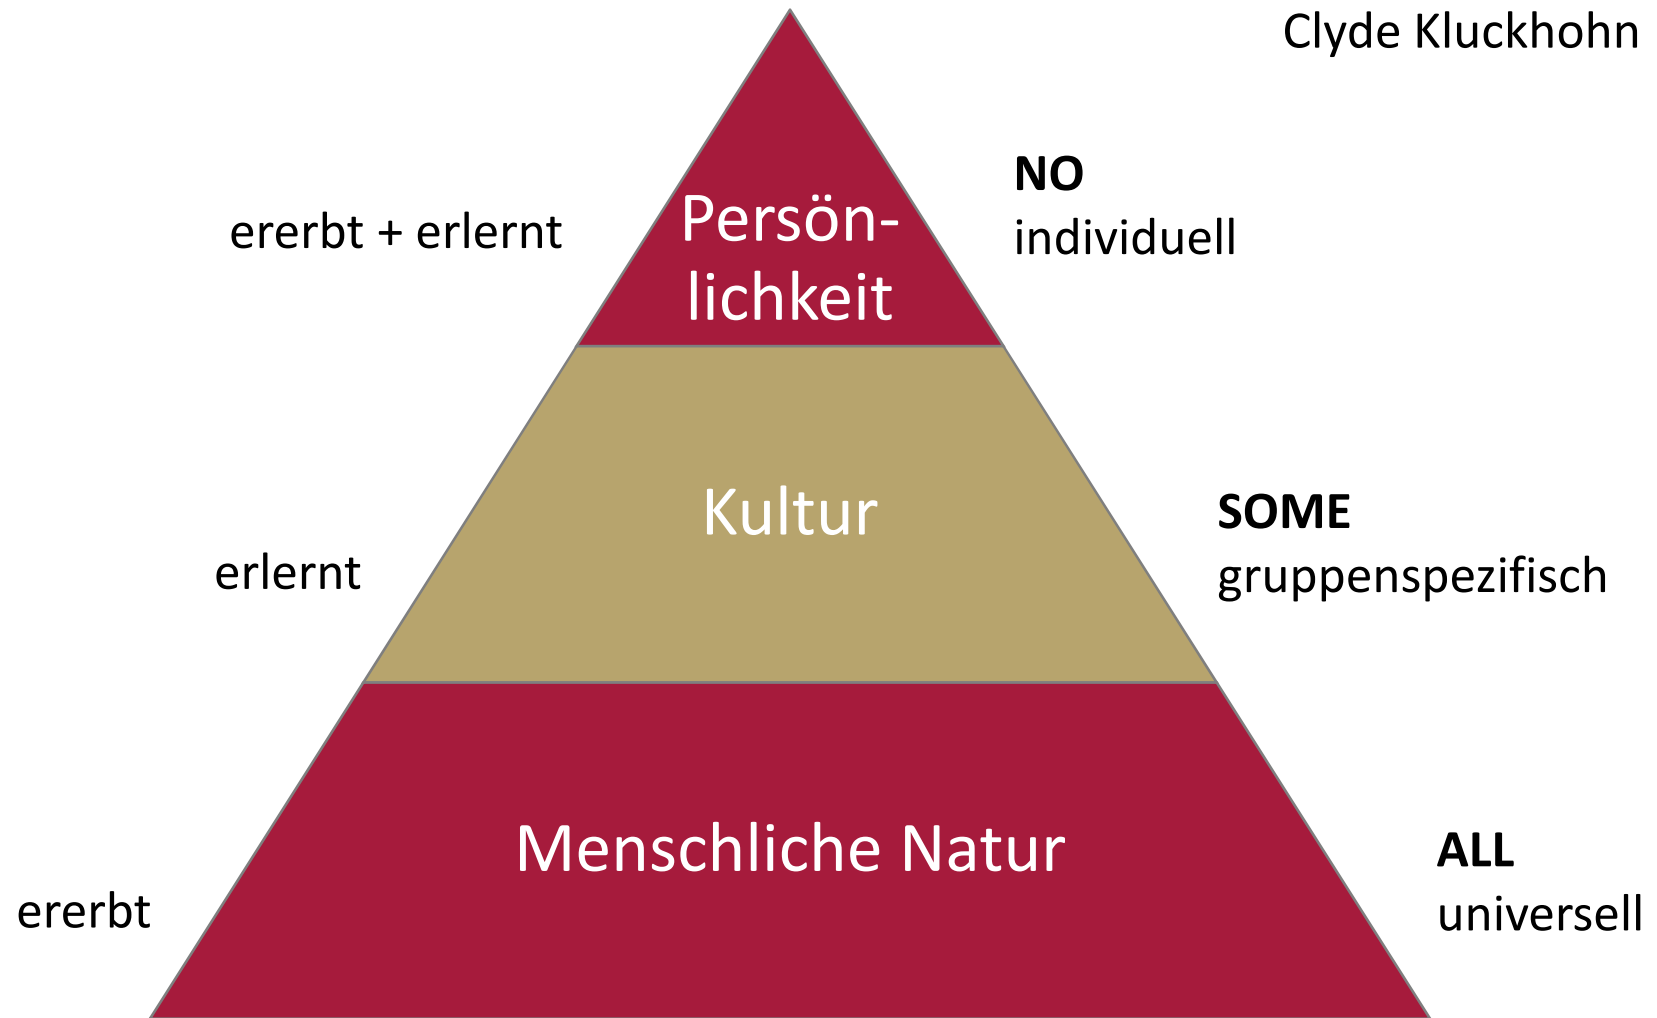 Clyde Kluckhohn
NO
ererbt + erlernt
Persön-
lichkeit
individuell
Kultur
SOME
erlernt
gruppenspezifisch
Menschliche Natur
ALL
ererbt
universell